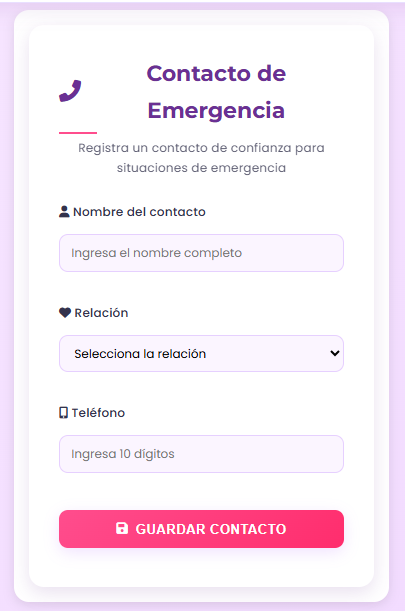 Contacto de
Emergencia
Registra un contacto de confianza para
situaciones de emergencia
Nombre del contacto
Ingresa el nombre completo
Relación
Selecciona la relación
Teléfono
Ingresa 10 dígitos
GUARDAR CONTACTO